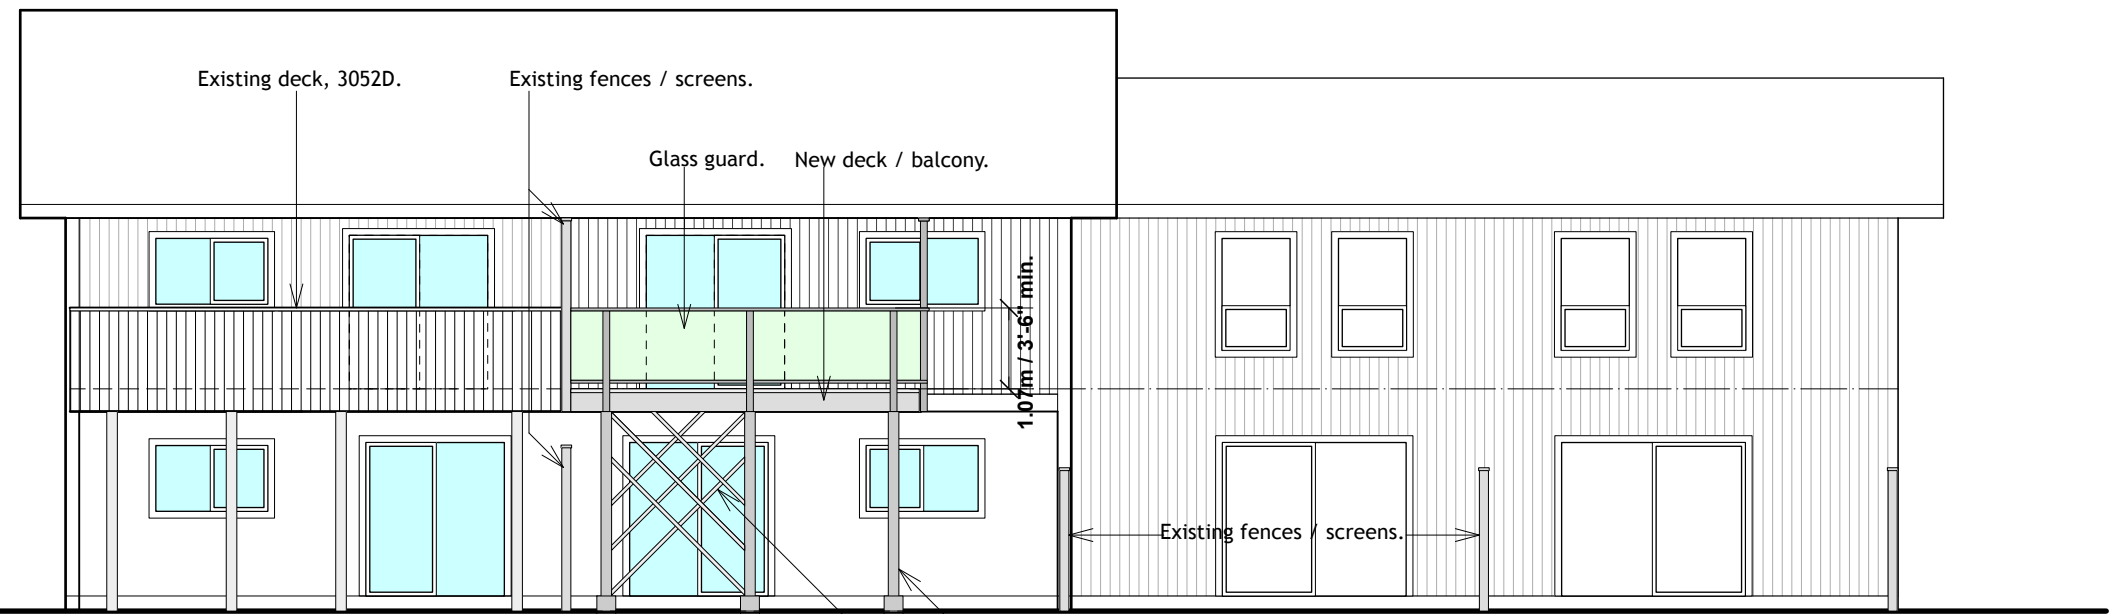 Existing deck, 3052D.
Existing fences / screens.
Glass guard.
New deck / balcony.
1.07m / 3'-6" min.
Existing fences / screens.